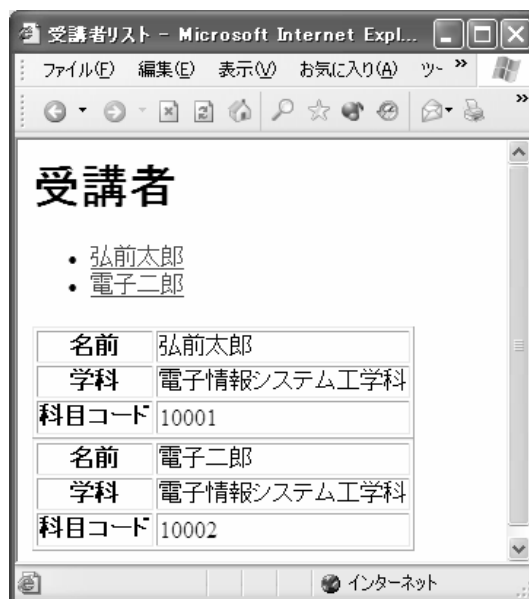 受講者リスト - Microsoft Internet Expl...
ファイル(F) 編集(E) 表示(V) お気に入り(A) ツ- »
»
受講者
• 弘前太郎
• 電子二郎
名前 弘前太郎
学科 電子情報システム工学科
科目コード 10001
名前 電子二郎
学科 電子情報システム工学科
科目コード 10002
インターネット